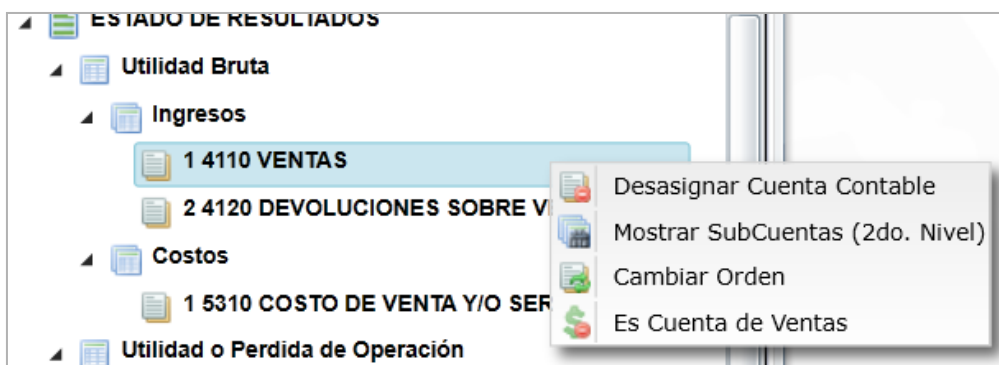 ESTADO DE RESULTADOS
Utilidad Bruta
Ingresos
1 4110 VENTAS
2 4120 DEVOLUCIONES SOBRE
Costos
1 5310 COSTO DE VENTA Y/O SER
Utilidad o Perdida de Operación
Desasignar Cuenta Contable
Mostrar SubCuentas (2do. Nivel)
Cambiar Orden
Es Cuenta de Ventas